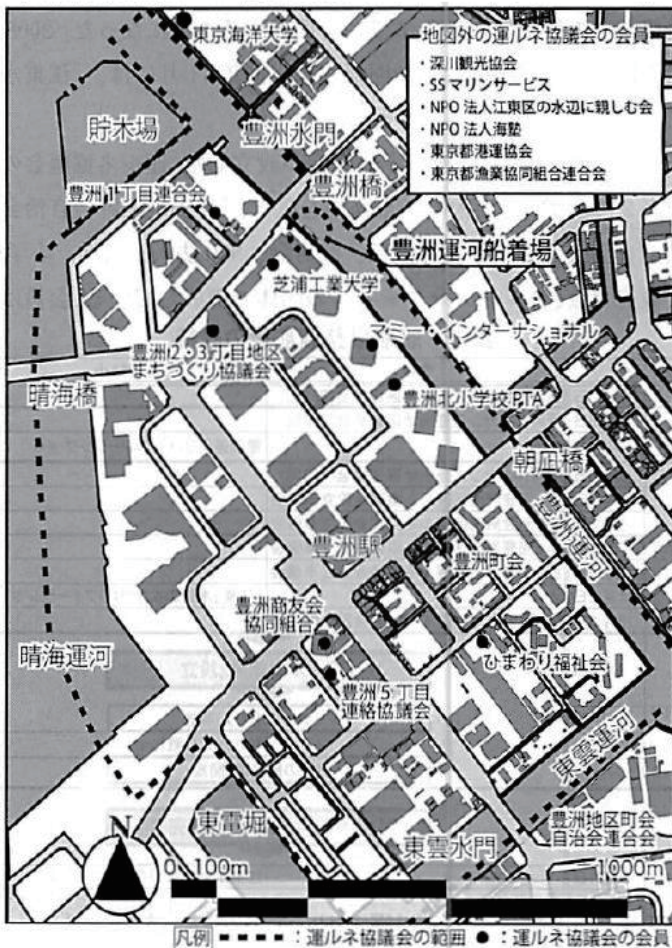 東京海洋大学
地図外の運ルネ協議会の会員
・深川観光協会
・SSマリンサービス
・NPO法人江東区の水辺に親しむ会
・NPO法人海塾
・東京都港運協会
・東京都漁業協同組合連合会
貯木場
豊洲水門
豊洲橋
豊洲1丁目連合会
豊洲運河船着場
芝浦工業大学
マミー・インターナショナル
豊洲2・3丁目地区
まちづくり協議会
晴海橋
豊洲北小学校PTA
朝凪橋
豊洲運河
豊洲駅
豊洲町会
豊洲商友会
協同組合
ひまわり福祉会
晴海運河
豊洲5丁目
連絡協議会
東雲運河
東電堀
豊洲地区町会
自治会連合会
東雲水門
N
0 100m
1000m
凡例
：運ルネ協議会の範囲
：運ルネ協議会の会員